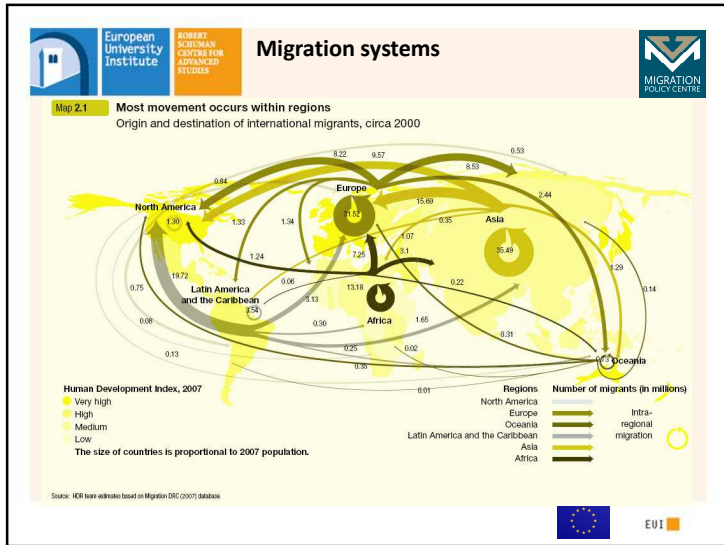 European
University
Institute
ROBERT
SCHUMAN
CENTRE FOR
ADVANCED
STUDIES
Migration systems
MIGRATION
POLICY CENTRE
Map 2.1 Most movement occurs within regions
Origin and destination of international migrants, circa 2000
8.22 9.57 8.53 0.53
0.84
Europe
2.44
North America 31.52 15.69 Asia
1.30 1.33 1.34 0.35
1.07
35.49
1.24 7.25 3.1
1.29
19.72 0.06 13.18 0.22 0.14
0.75 Latin America
and the Caribbean
3.13
3.54 Africa
0.08 0.30 1.65 0.31
0.25 0.02
0.13 0.35 0.73 Oceania
0.01
Human Development Index, 2007
Very high
High
Medium
Low
The size of countries is proportional to 2007 population.
Regions Number of migrants (in millions)
North America
Europe Intra-
Oceania regional
Latin America and the Caribbean migration
Asia
Africa
Source: HDR team estimates based on Migration DRC (2007) database.
EUI